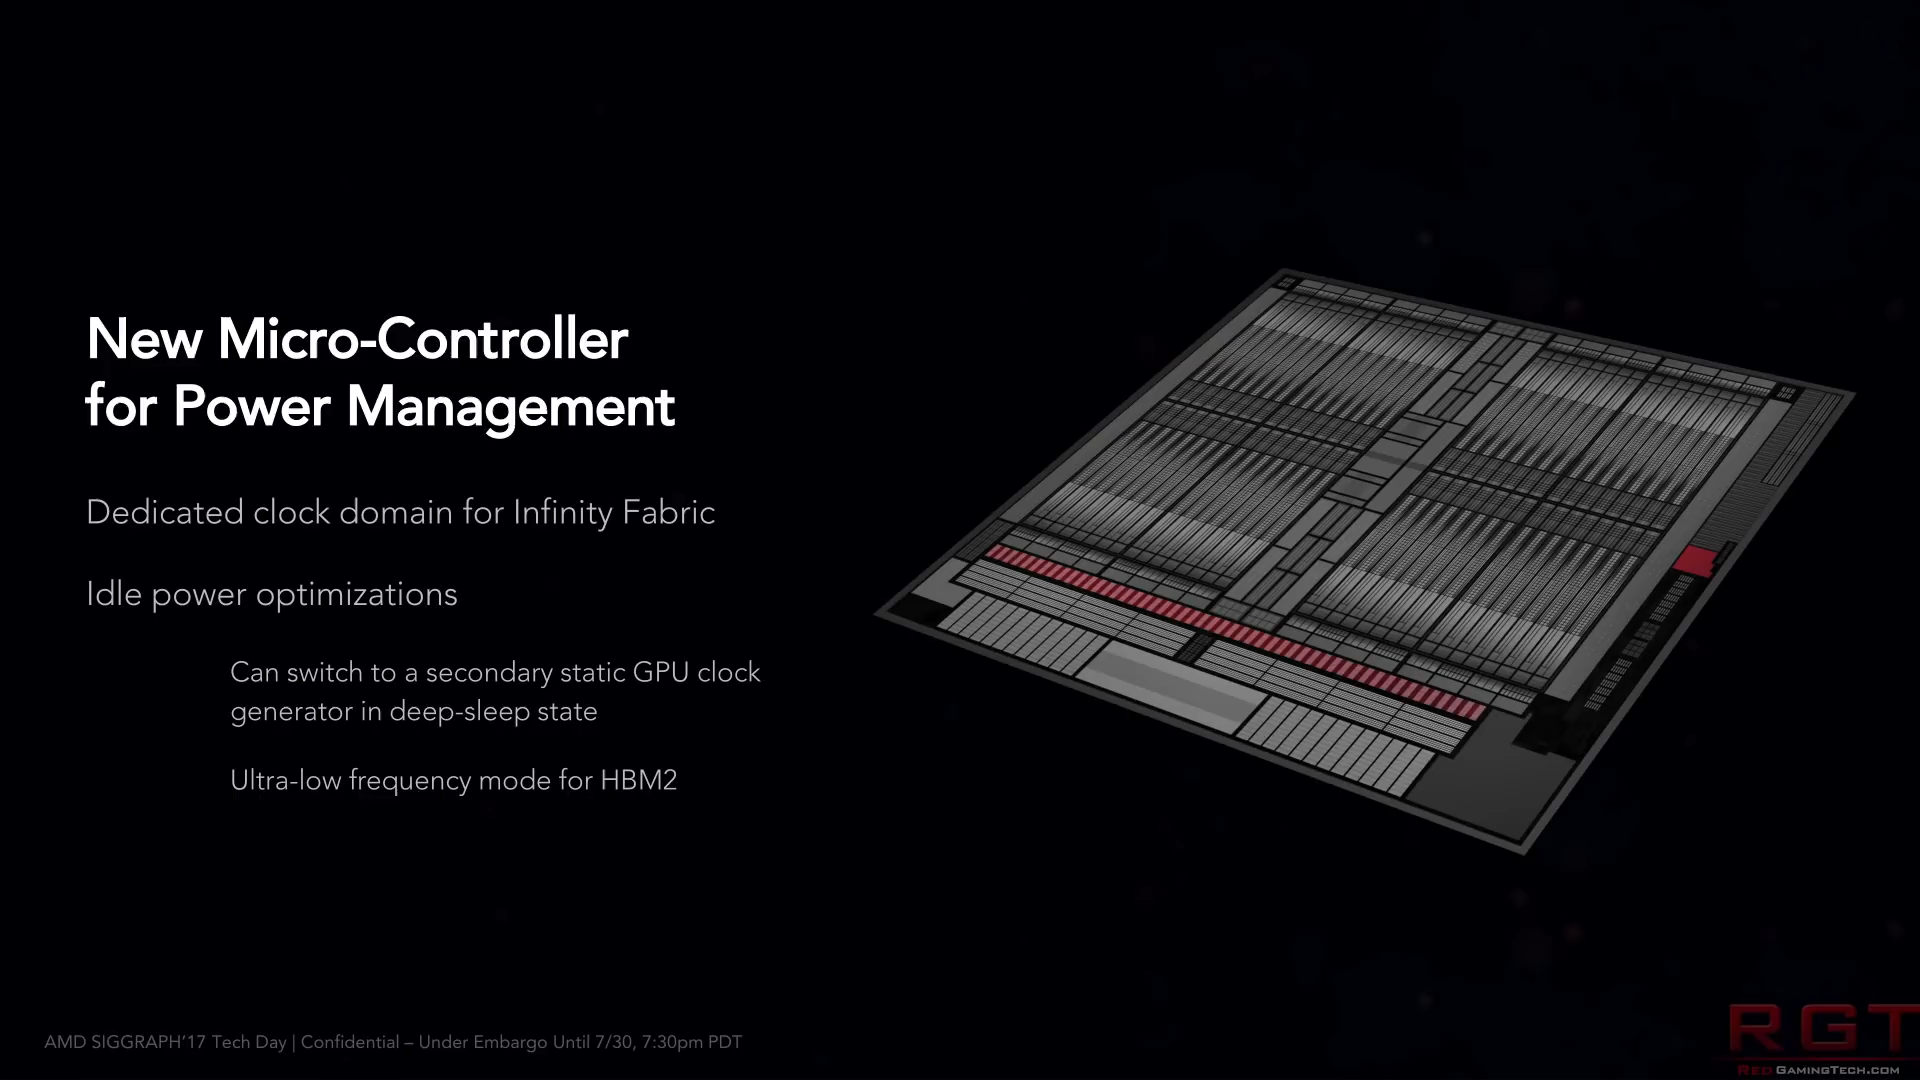 New Micro-Controller
for Power Management
Dedicated clock domain for Infinity Fabric
Idle power optimizations
Can switch to a secondary static GPU clock
generator in deep-sleep state
Ultra-low frequency mode for HBM2
AMD SIGGRAPH’17 Tech Day | Confidential – Under Embargo Until 7/30, 7:30pm PDT
RGT
RED GAMINGTECH.COM